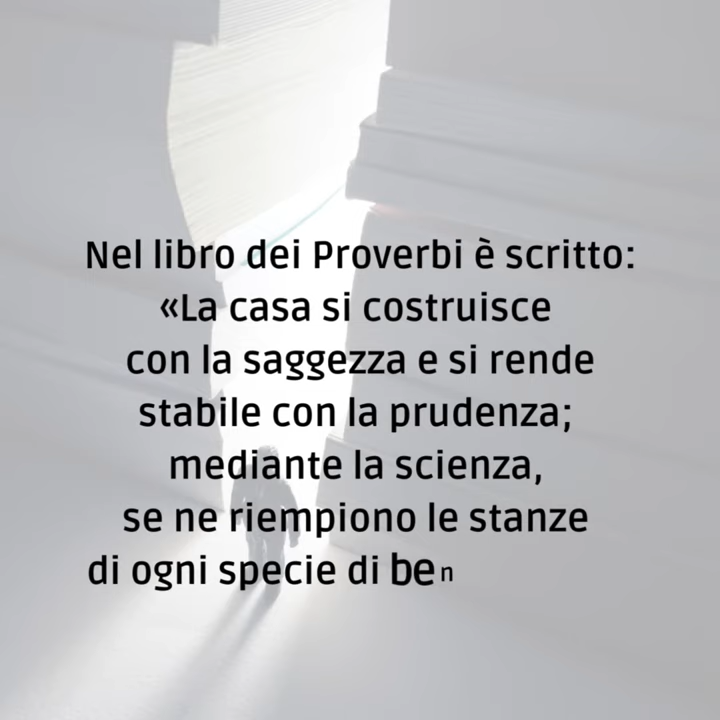 Nel libro dei Proverbi è scritto:
«La casa si costruisce
con la saggezza e si rende
stabile con la prudenza;
mediante la scienza,
se ne riempiono le stanze
di ogni specie di ben